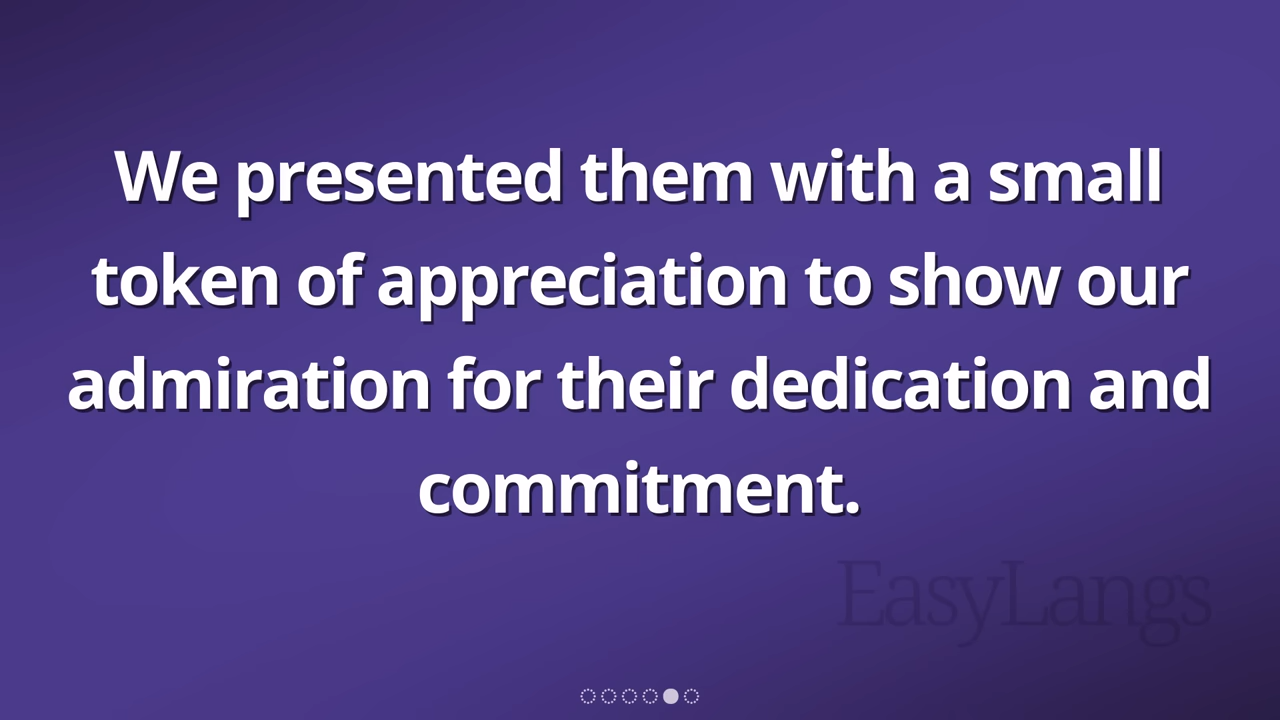 We presented them with a small
token of appreciation to show our
admiration for their dedication and
commitment.
EasyLangs